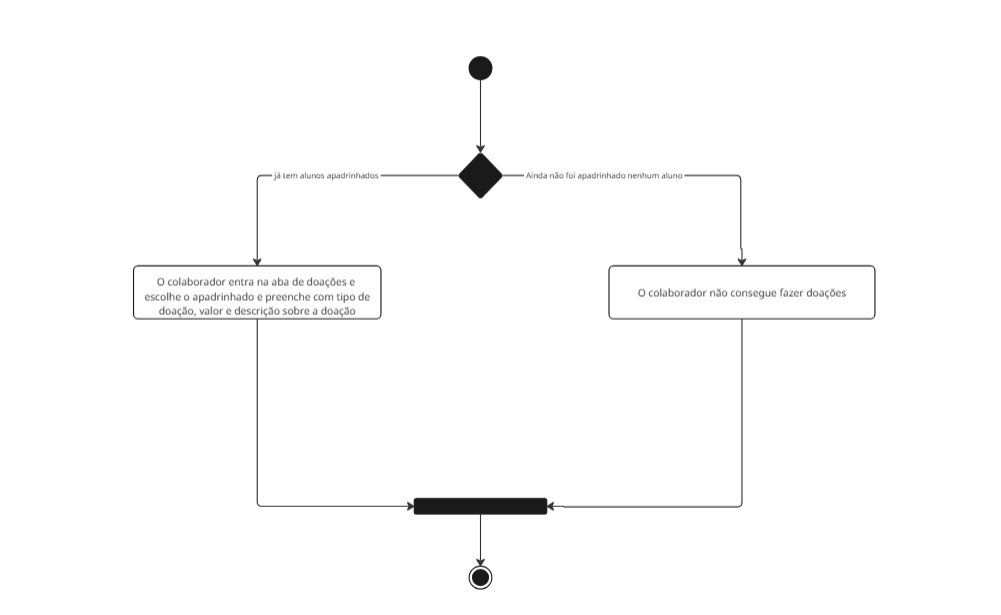 já tem alunos apadrinhados
Ainda não foi apadrinhado nenhum aluno
O colaborador entra na aba de doações e
escolhe o apadrinhado e preenche com tipo de
doação, valor e descrição sobre a doação
O colaborador não consegue fazer doações